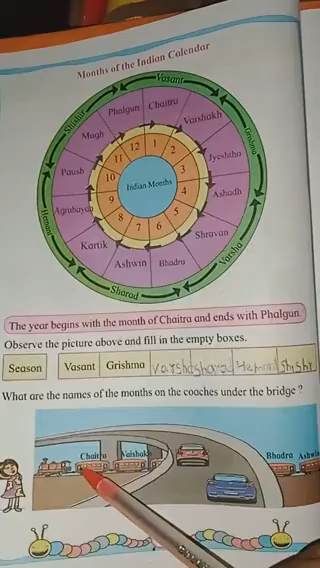 Months of the Indian Calendar
Vasant
Grishma
Varsha
Sharad
Hemant
Shishir
Chaitra
Vaishakh
Jyeshtha
Ashadh
Shravan
Bhadra
Ashwin
Kartik
Agrahayan
Paush
Magh
Phalgun
1
2
3
4
5
6
7
8
9
10
11
12
Indian Months
The year begins with the month of Chaitra and ends with Phalgun.
Observe the picture above and fill in the empty boxes.
Season Vasant Grishma Varsha sharad Heman Shishr
What are the names of the months on the coaches under the bridge ?
Chaitra Vaishakh Bhadra Ashwin